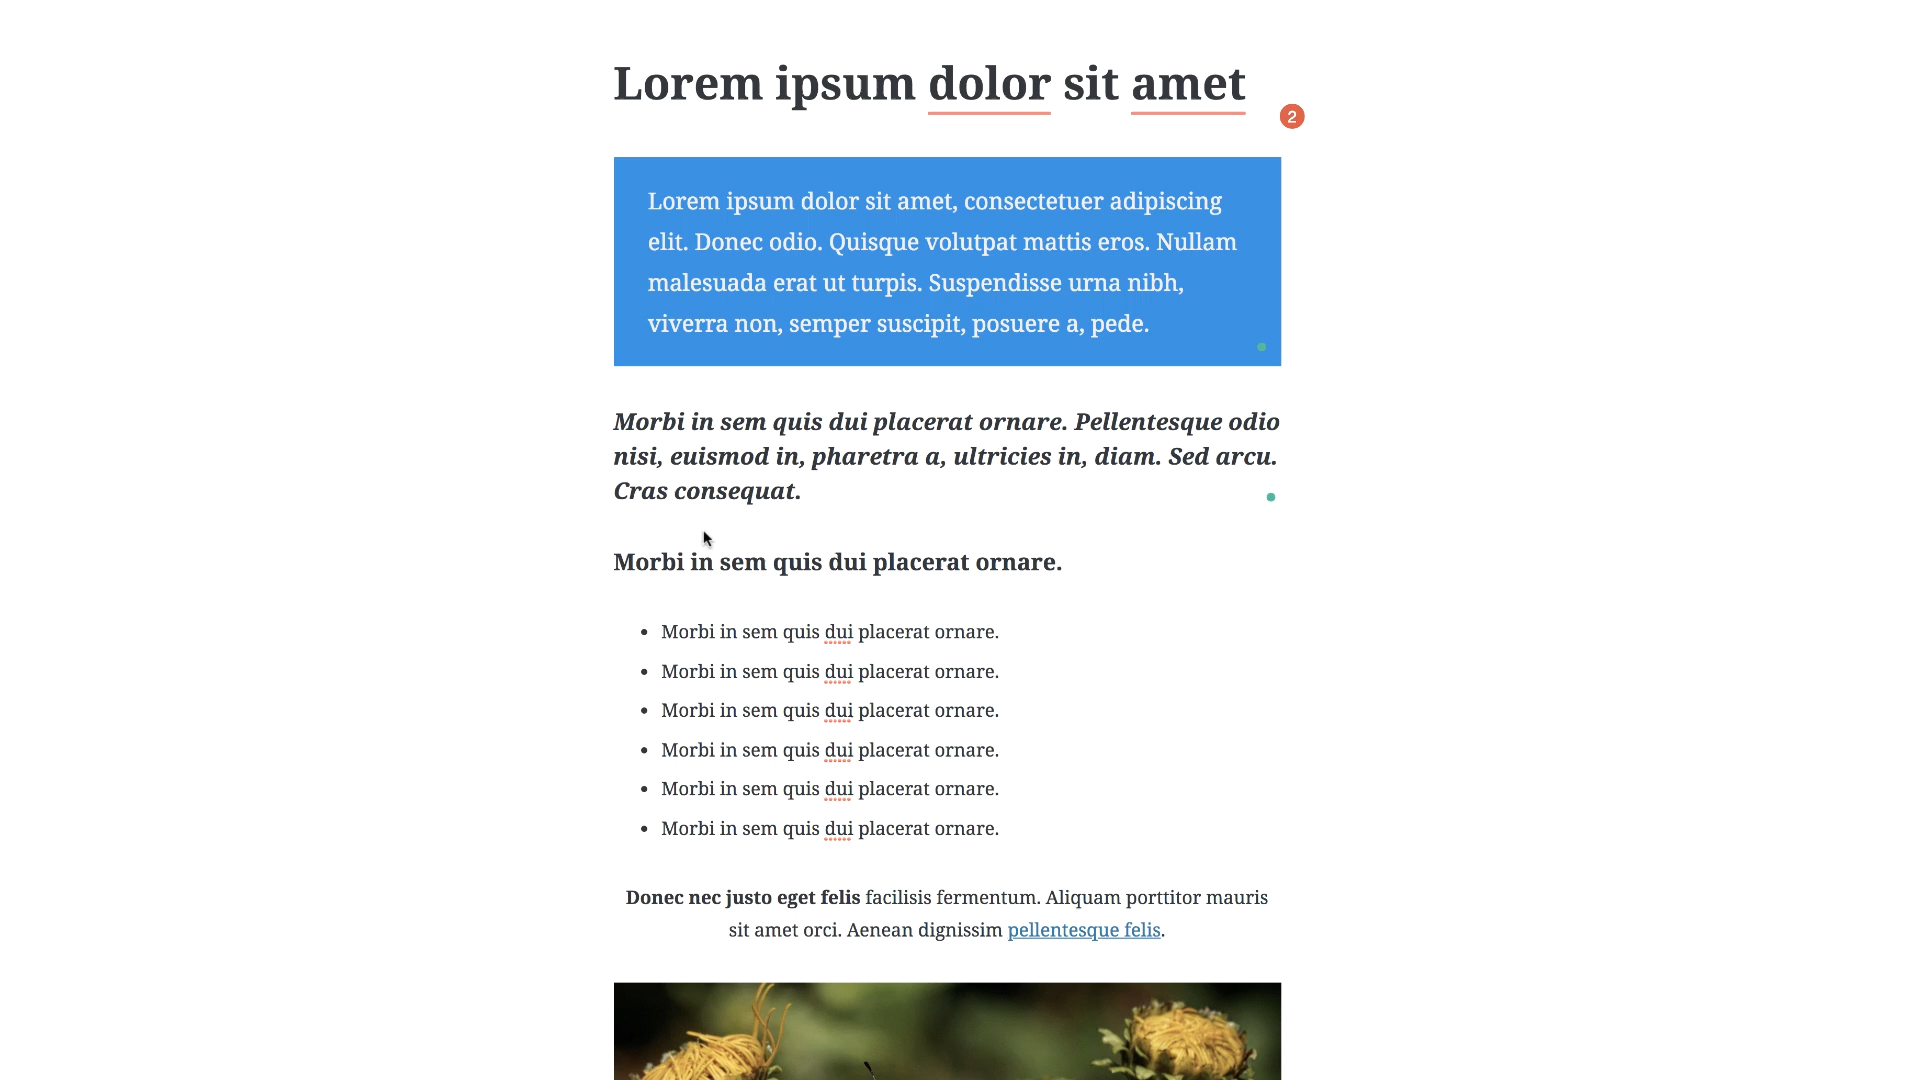 Lorem ipsum dolor sit amet
2
Lorem ipsum dolor sit amet, consectetuer adipiscing
elit. Donec odio. Quisque volutpat mattis eros. Nullam
malesuada erat ut turpis. Suspendisse urna nibh,
viverra non, semper suscipit, posuere a, pede.
Morbi in sem quis dui placerat ornare. Pellentesque odio
nisi, euismod in, pharetra a, ultricies in, diam. Sed arcu.
Cras consequat.
Morbi in sem quis dui placerat ornare.
• Morbi in sem quis dui placerat ornare.
• Morbi in sem quis dui placerat ornare.
• Morbi in sem quis dui placerat ornare.
• Morbi in sem quis dui placerat ornare.
• Morbi in sem quis dui placerat ornare.
• Morbi in sem quis dui placerat ornare.
Donec nec justo eget felis facilisis fermentum. Aliquam porttitor mauris
sit amet orci. Aenean dignissim pellentesque felis.